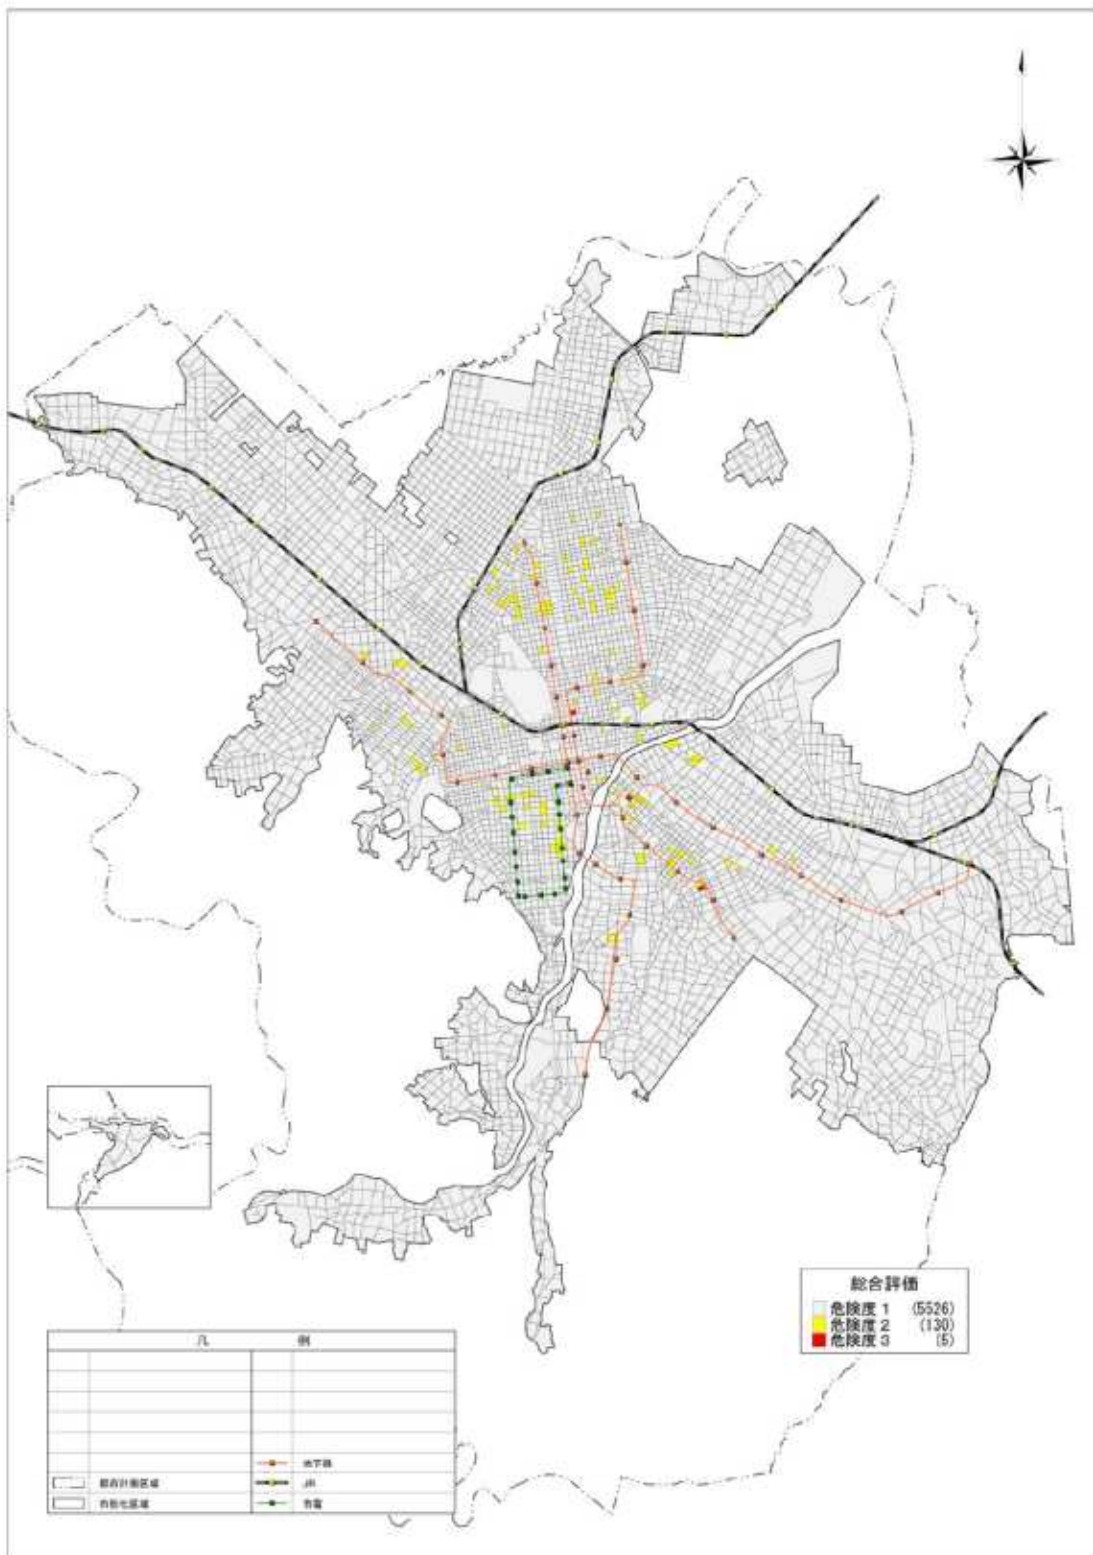 総合評価
危険度 1 (5526)
危険度 2 (130)
危険度 3 (5)
凡 例
地下鉄
都市計画区域 JR
市街化区域 市電